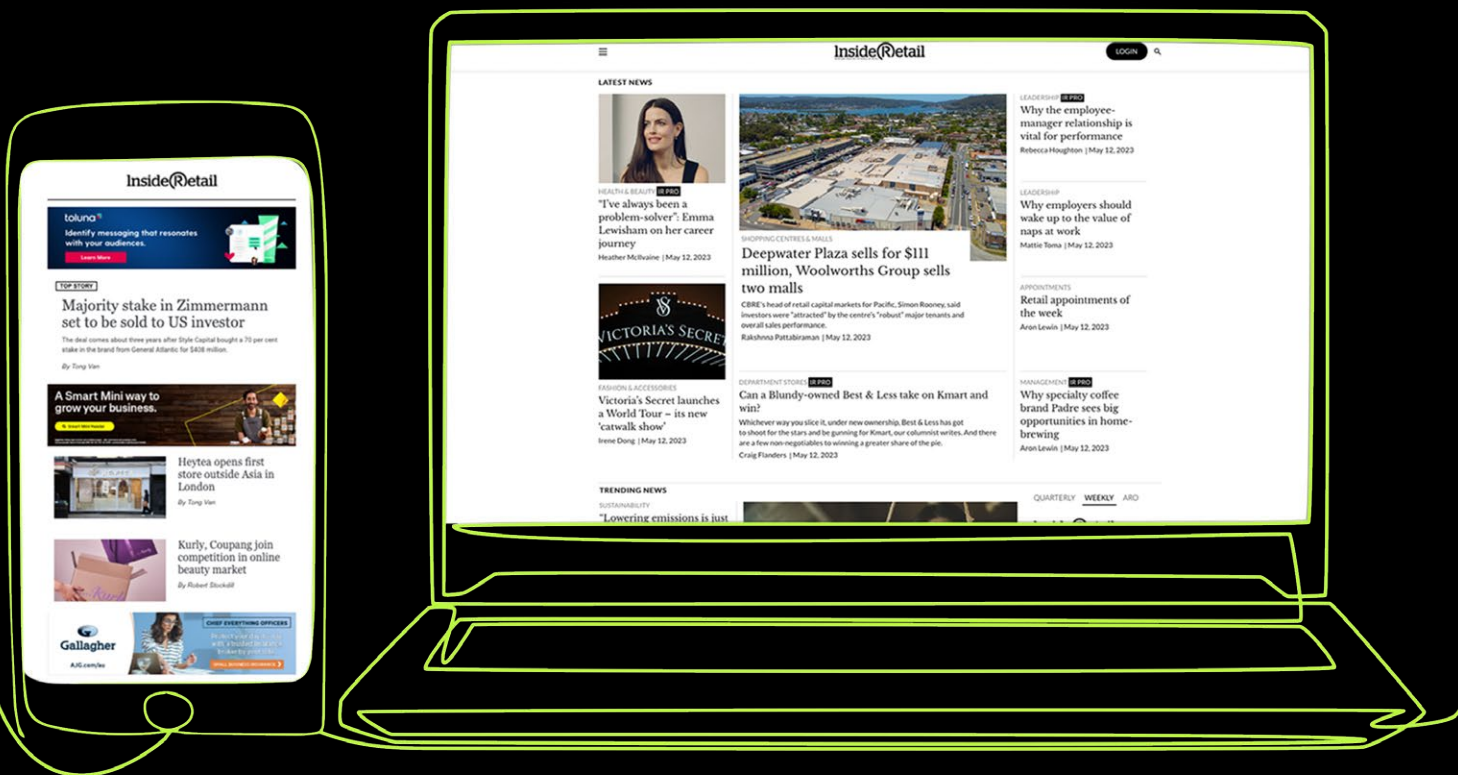 Inside Retail
toluna
Identify messaging that resonates
with your audiences.
Learn More
TOP STORY
Majority stake in Zimmermann
set to be sold to US investor
The deal comes about three years after Style Capital bought a 70 per cent
stake in the brand from General Atlantic for $408 million.
By Tong Van
A Smart Mini way to
grow your business.
Heytea opens first
store outside Asia in
London
By Tong Van
Kurly, Coupang join
competition in online
beauty market
By Robert Stockdill
Gallagher
AJG.com/au
CHIEF EVERYTHING OFFICERS
SMALL BUSINESS INSURANCE
Inside Retail
LOGIN
LATEST NEWS
HEALTH & BEAUTY IR PRO
"I've always been a
problem-solver": Emma
Lewisham on her career
journey
Heather McIlvaine | May 12, 2023
VICTORIA'S SECRET
FASHION & ACCESSORIES
Victoria's Secret launches
a World Tour – its new
'catwalk show'
Irene Dong | May 12, 2023
SHOPPING CENTRES & MALLS
Deepwater Plaza sells for $111
million, Woolworths Group sells
two malls
CBRE's head of retail capital markets for Pacific, Simon Rooney, said
investors were "attracted" by the centre's "robust" major tenants and
overall sales performance.
Rakshnna Pattabiraman | May 12, 2023
DEPARTMENT STORES IR PRO
Can a Blundy-owned Best & Less take on Kmart and
win?
Whichever way you slice it, under new ownership, Best & Less has got
to shoot for the stars and be gunning for Kmart, our columnist writes. And there
are a few non-negotiables to winning a greater share of the pie.
Craig Flanders | May 12, 2023
LEADERSHIP IR PRO
Why the employee-
manager relationship is
vital for performance
Rebecca Houghton | May 12, 2023
LEADERSHIP
Why employers should
wake up to the value of
naps at work
Mattie Toma | May 12, 2023
APPOINTMENTS
Retail appointments of
the week
Aron Lewin | May 12, 2023
MANAGEMENT IR PRO
Why specialty coffee
brand Padre sees big
opportunities in home-
brewing
Aron Lewin | May 12, 2023
TRENDING NEWS
SUSTAINABILITY
"Lowering emissions is just
QUARTERLY WEEKLY ARD